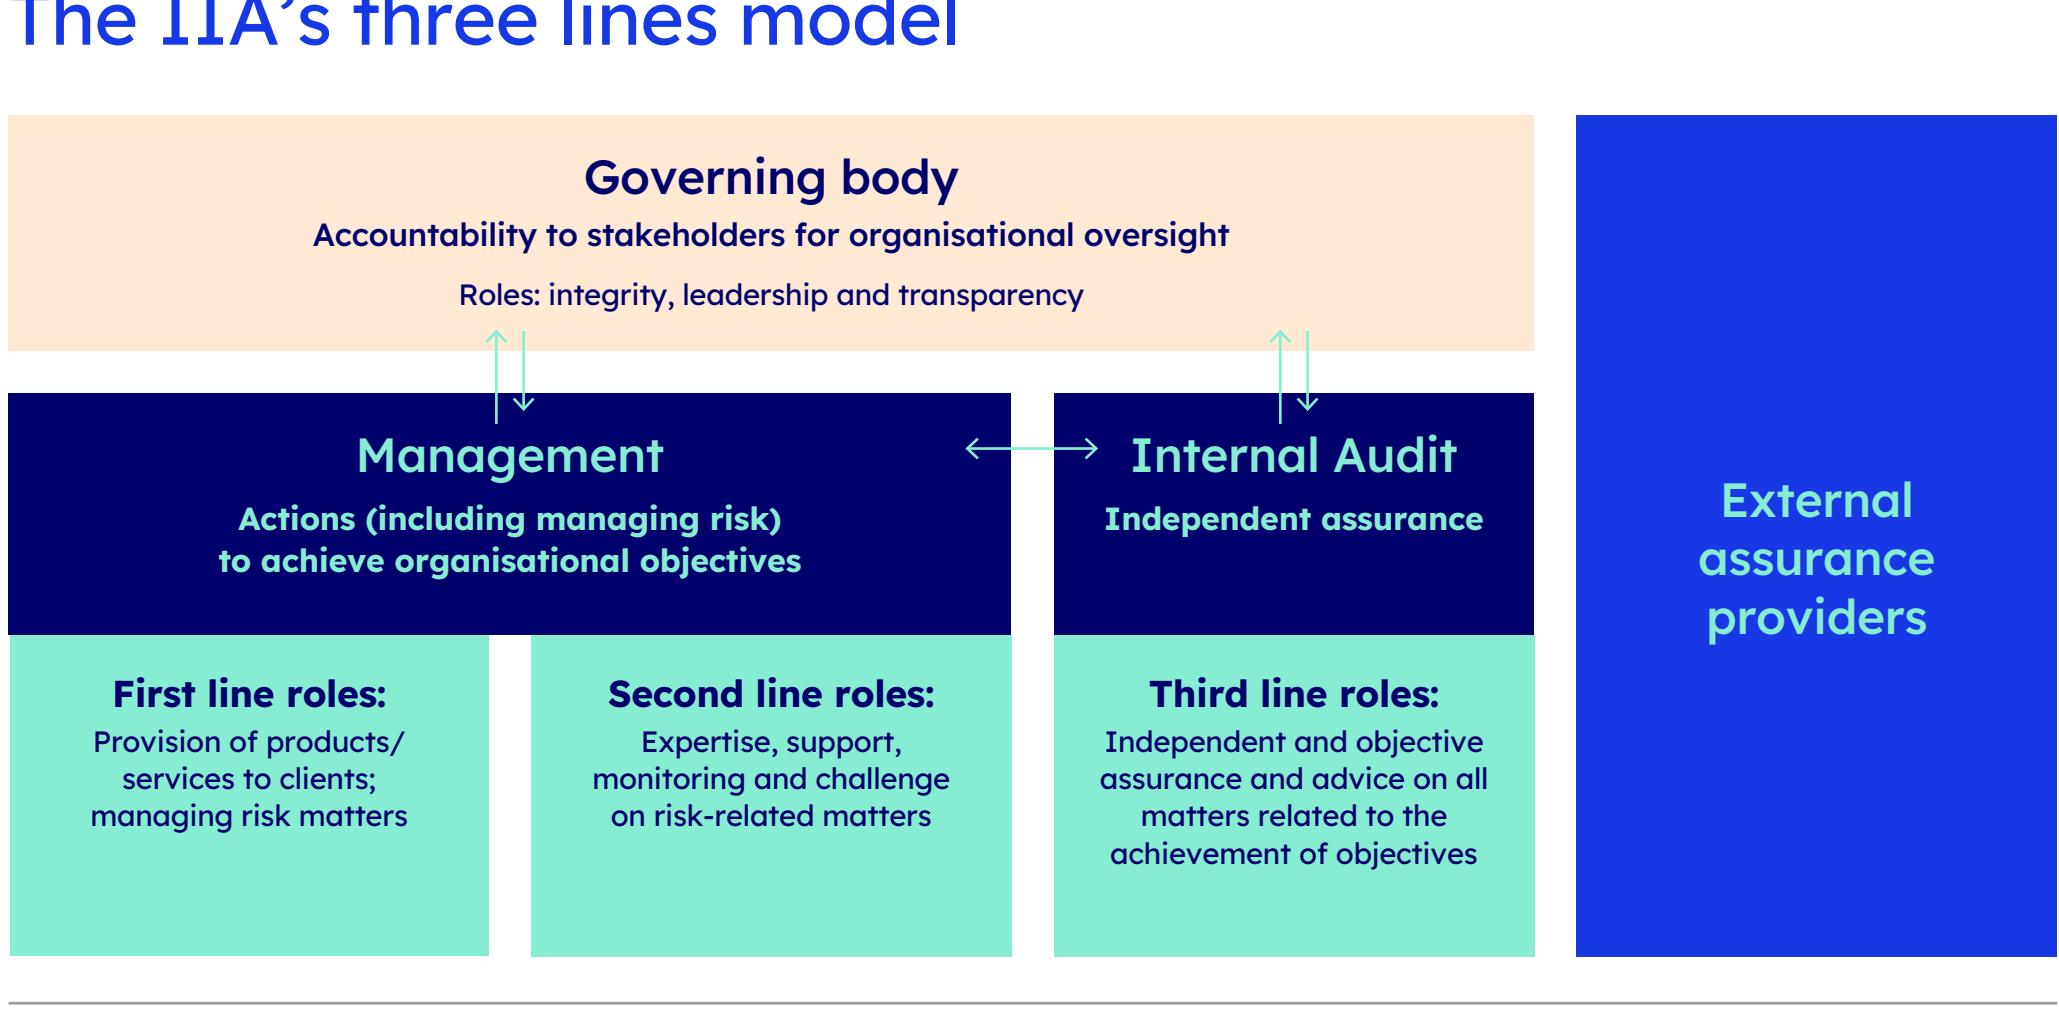 The IIA's three lines model
Governing body
Accountability to stakeholders for organisational oversight
Roles: integrity, leadership and transparency
Management
Actions (including managing risk)
to achieve organisational objectives
Internal Audit
Independent assurance
First line roles:
Provision of products/
services to clients;
managing risk matters
Second line roles:
Expertise, support,
monitoring and challenge
on risk-related matters
Third line roles:
Independent and objective
assurance and advice on all
matters related to the
achievement of objectives
External
assurance
providers